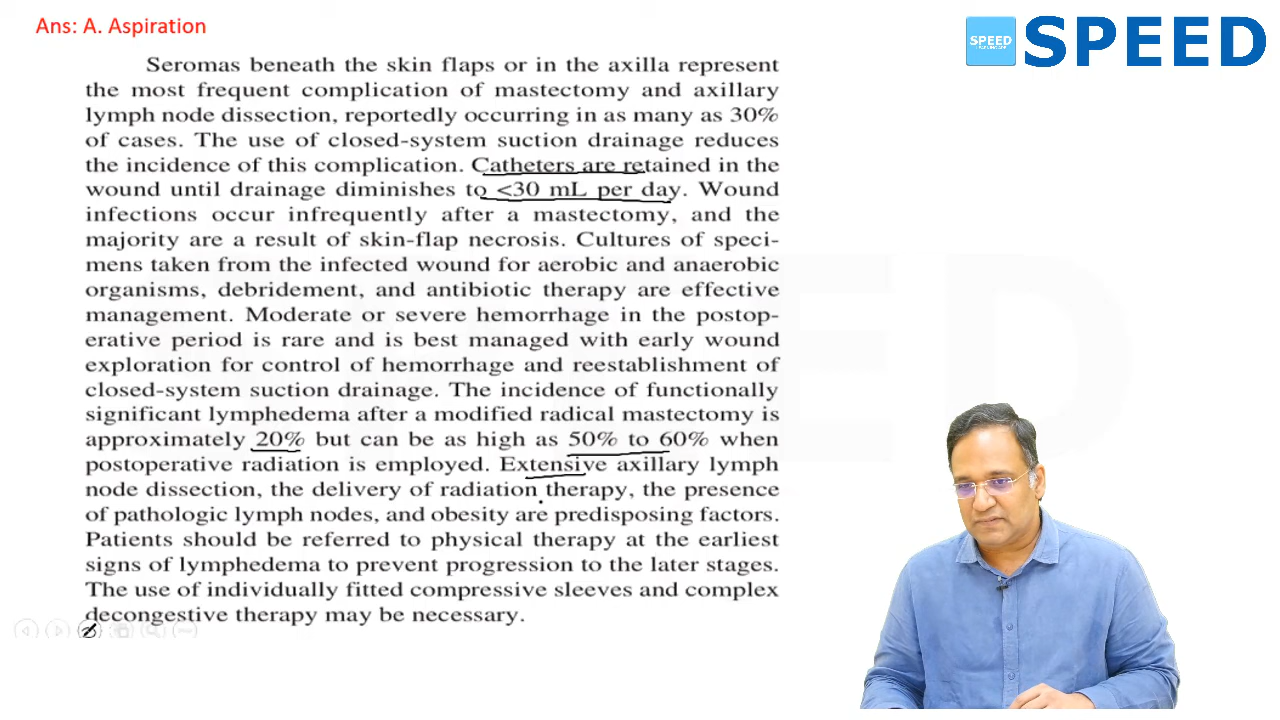 Ans: A. Aspiration
SPEED
SPEED
Seromas beneath the skin flaps or in the axilla represent
the most frequent complication of mastectomy and axillary
lymph node dissection, reportedly occurring in as many as 30%
of cases. The use of closed-system suction drainage reduces
the incidence of this complication. Catheters are retained in the
wound until drainage diminishes to <30 mL per day. Wound
infections occur infrequently after a mastectomy, and the
majority are a result of skin-flap necrosis. Cultures of speci-
mens taken from the infected wound for aerobic and anaerobic
organisms, debridement, and antibiotic therapy are effective
management. Moderate or severe hemorrhage in the postop-
erative period is rare and is best managed with early wound
exploration for control of hemorrhage and reestablishment of
closed-system suction drainage. The incidence of functionally
significant lymphedema after a modified radical mastectomy is
approximately 20% but can be as high as 50% to 60% when
postoperative radiation is employed. Extensive axillary lymph
node dissection, the delivery of radiation therapy, the presence
of pathologic lymph nodes, and obesity are predisposing factors.
Patients should be referred to physical therapy at the earliest
signs of lymphedema to prevent progression to the later stages.
The use of individually fitted compressive sleeves and complex
decongestive therapy may be necessary.